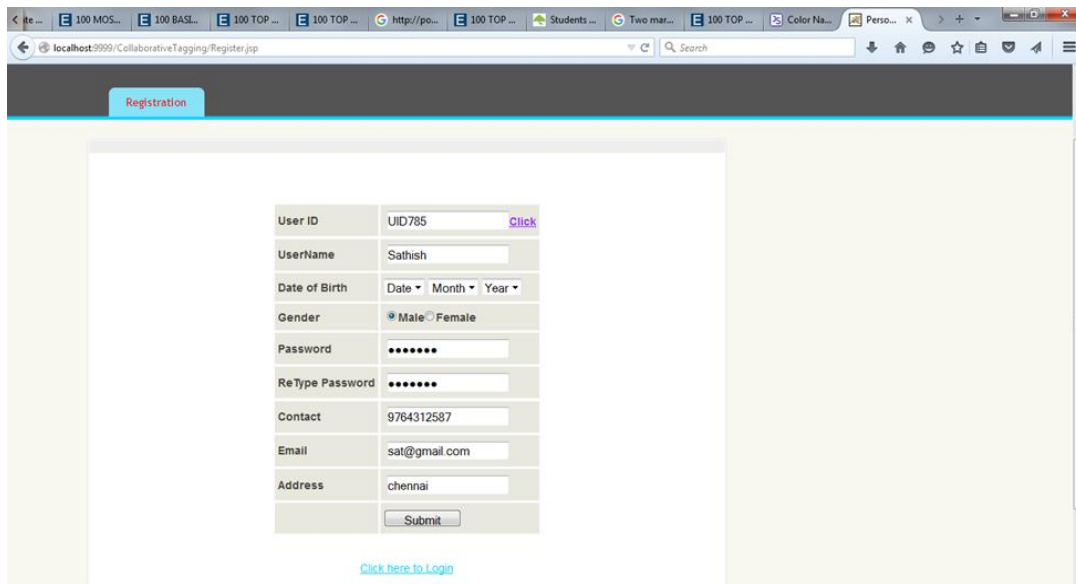 ite ... 100 MOS... 100 BASI... 100 TOP ... 100 TOP ... http://po... 100 TOP ... Students ... Two mar... 100 TOP ... Color Na... Perso... ×
localhost:9999/CollaborativeTagging/Register.jsp Search
Registration
User ID UID785 Click
UserName Sathish
Date of Birth Date Month Year
Gender Male Female
Password •••••••
ReType Password •••••••
Contact 9764312587
Email sat@gmail.com
Address chennai
Submit
Click here to Login